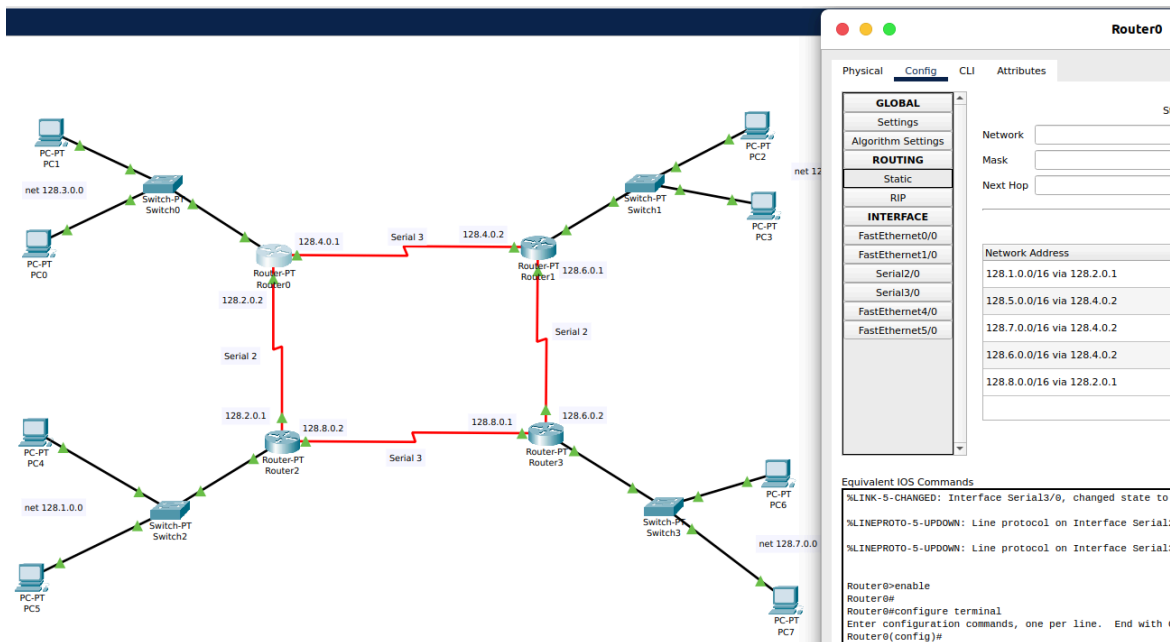 PC-PT
PC1
net 128.3.0.0
PC-PT
PC0
Switch-PT
Switch0
128.4.0.1
Router-PT
Router0
128.2.0.2
Serial 3
128.4.0.2
Router-PT
Router1
128.6.0.1
Switch-PT
Switch1
PC-PT
PC2
net 12
PC-PT
PC3
Serial 2
Serial 2
128.2.0.1
128.8.0.2
Router-PT
Router2
Serial 3
128.8.0.1
128.6.0.2
Router-PT
Router3
PC-PT
PC4
net 128.1.0.0
Switch-PT
Switch2
PC-PT
PC5
Switch-PT
Switch3
PC-PT
PC6
net 128.7.0.0
PC-PT
PC7
Router0
Physical Config CLI Attributes
GLOBAL
Settings
Algorithm Settings
ROUTING
Static
RIP
INTERFACE
FastEthernet0/0
FastEthernet1/0
Serial2/0
Serial3/0
FastEthernet4/0
FastEthernet5/0
Network
Mask
Next Hop
Network Address
128.1.0.0/16 via 128.2.0.1
128.5.0.0/16 via 128.4.0.2
128.7.0.0/16 via 128.4.0.2
128.6.0.0/16 via 128.4.0.2
128.8.0.0/16 via 128.2.0.1
Equivalent IOS Commands
%LINK-5-CHANGED: Interface Serial3/0, changed state to
%LINEPROTO-5-UPDOWN: Line protocol on Interface Serial
%LINEPROTO-5-UPDOWN: Line protocol on Interface Serial
Router0>enable
Router0#
Router0#configure terminal
Enter configuration commands, one per line. End with
Router0(config)#